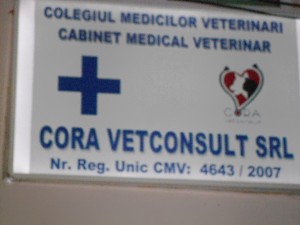 COLEGIUL MEDICILOR VETERINARI
CABINET MEDICAL VETERINAR
CORA
CORA VETCONSULT SRL
Nr. Reg. Unic CMV: 4643 / 2007